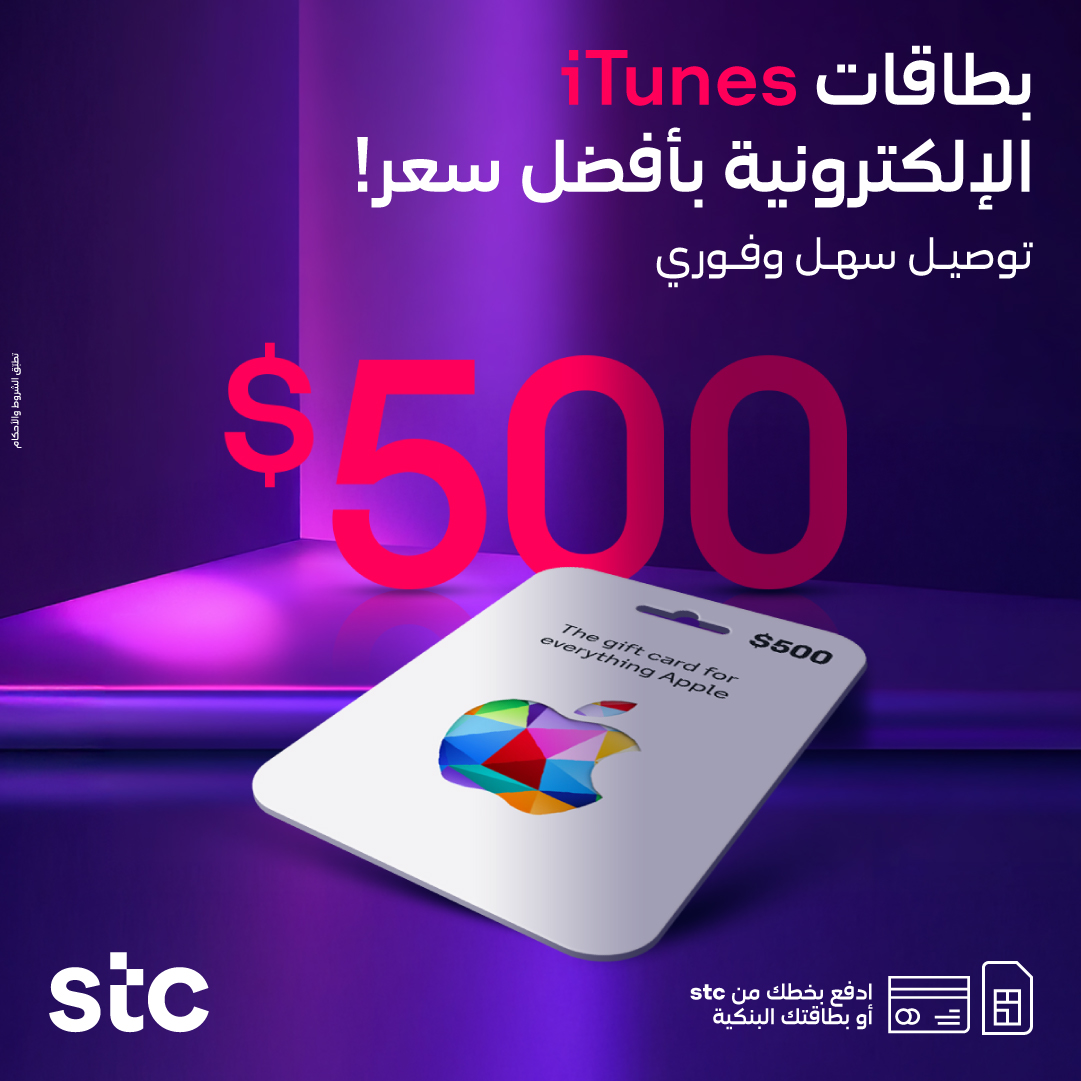 بطاقات iTunes
الإلكترونية بأفضل سعر!
توصيل سهل وفوري
تطبّق الشروط والأحكام
$500
$500
The gift card for
everything Apple
stc
ادفع بخطك من stc
أو بطاقتك البنكية